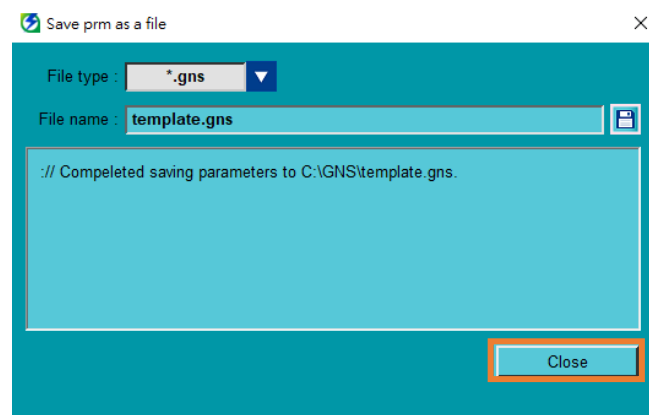 Save prm as a file
File type : *.gns
File name : template.gns
:// Compeleted saving parameters to C:\GNS\template.gns.
Close